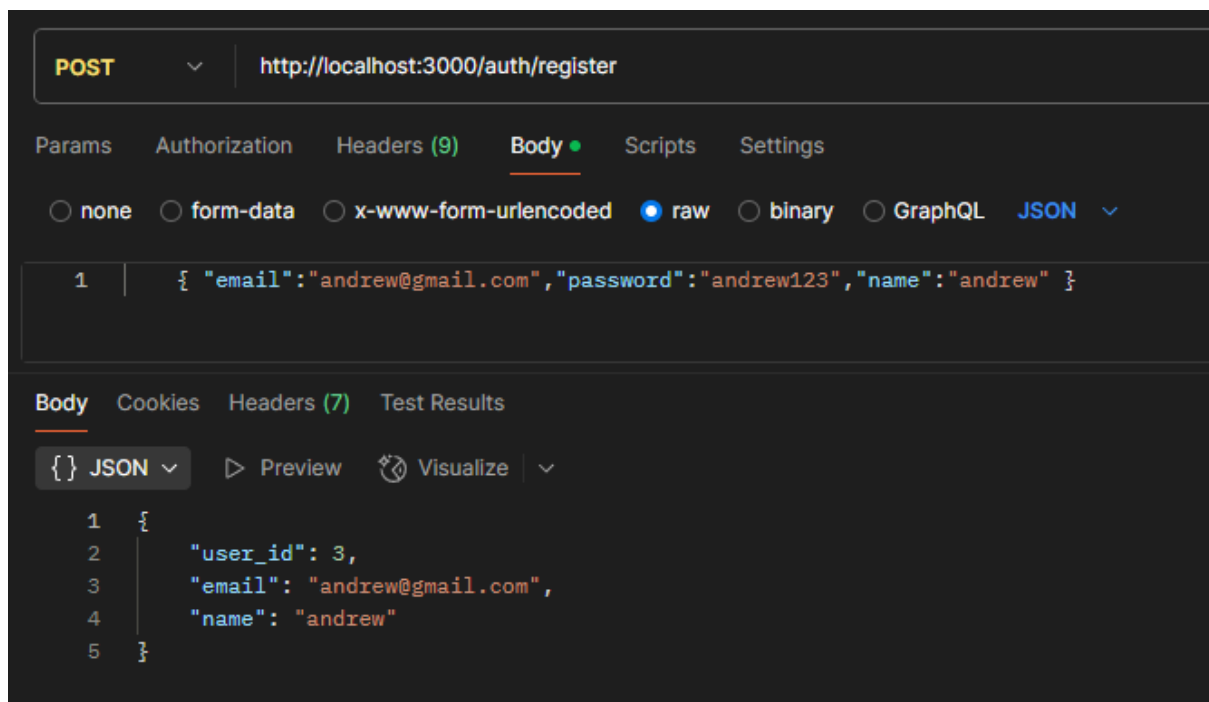 POST http://localhost:3000/auth/register
Params Authorization Headers (9) Body Scripts Settings
none form-data x-www-form-urlencoded raw binary GraphQL JSON
1 { "email":"andrew@gmail.com","password":"andrew123","name":"andrew" }
Body Cookies Headers (7) Test Results
{} JSON Preview Visualize
1 {
2 "user_id": 3,
3 "email": "andrew@gmail.com",
4 "name": "andrew"
5 }